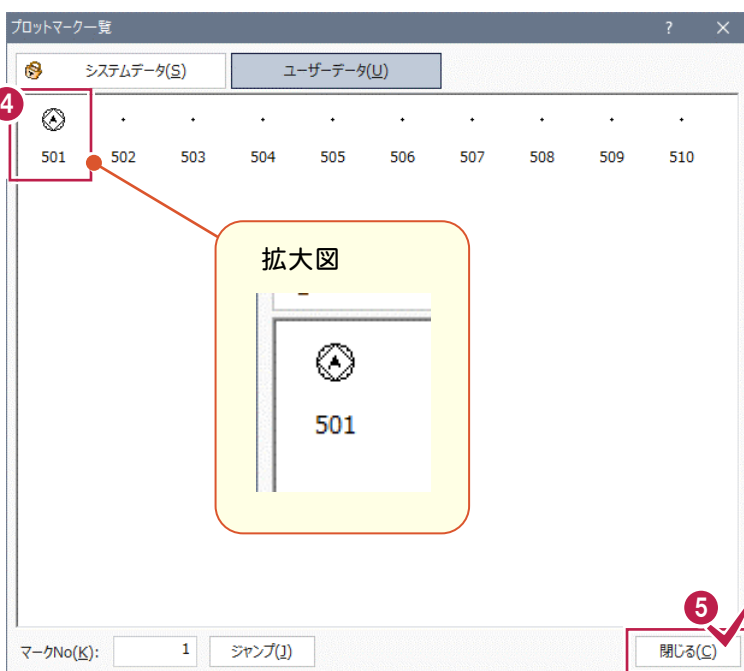 プロットマーク一覧 ? ×
システムデータ(S) ユーザーデータ(U)
4
501 502 503 504 505 506 507 508 509 510
拡大図
501
5
マークNo(K): 1 ジャンプ(J) 閉じる(C)